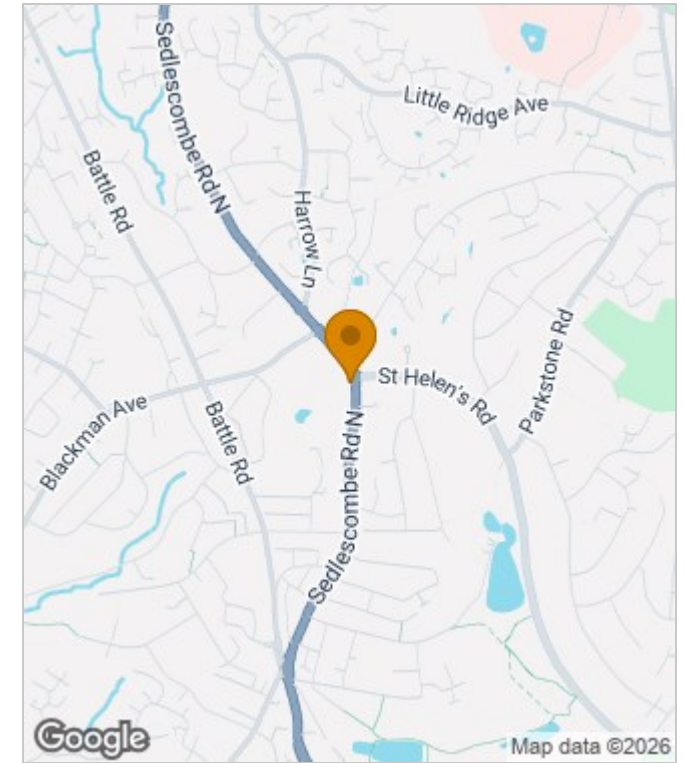 Sedlescombe Rd N
Little Ridge Ave
Battle Rd
Harrow Ln
Parkstone Rd
St Helen's Rd
Blackman Ave
Battle Rd
Sedlescombe Rd N
Google
Map data ©2026